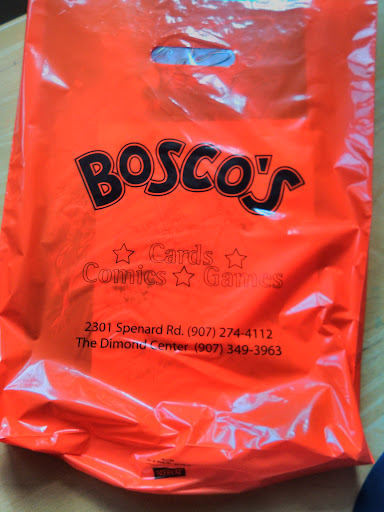 BOSCO'S
Cards
Comics Games
2301 Spenard Rd. (907) 274-4112
The Dimond Center (907) 349-3963